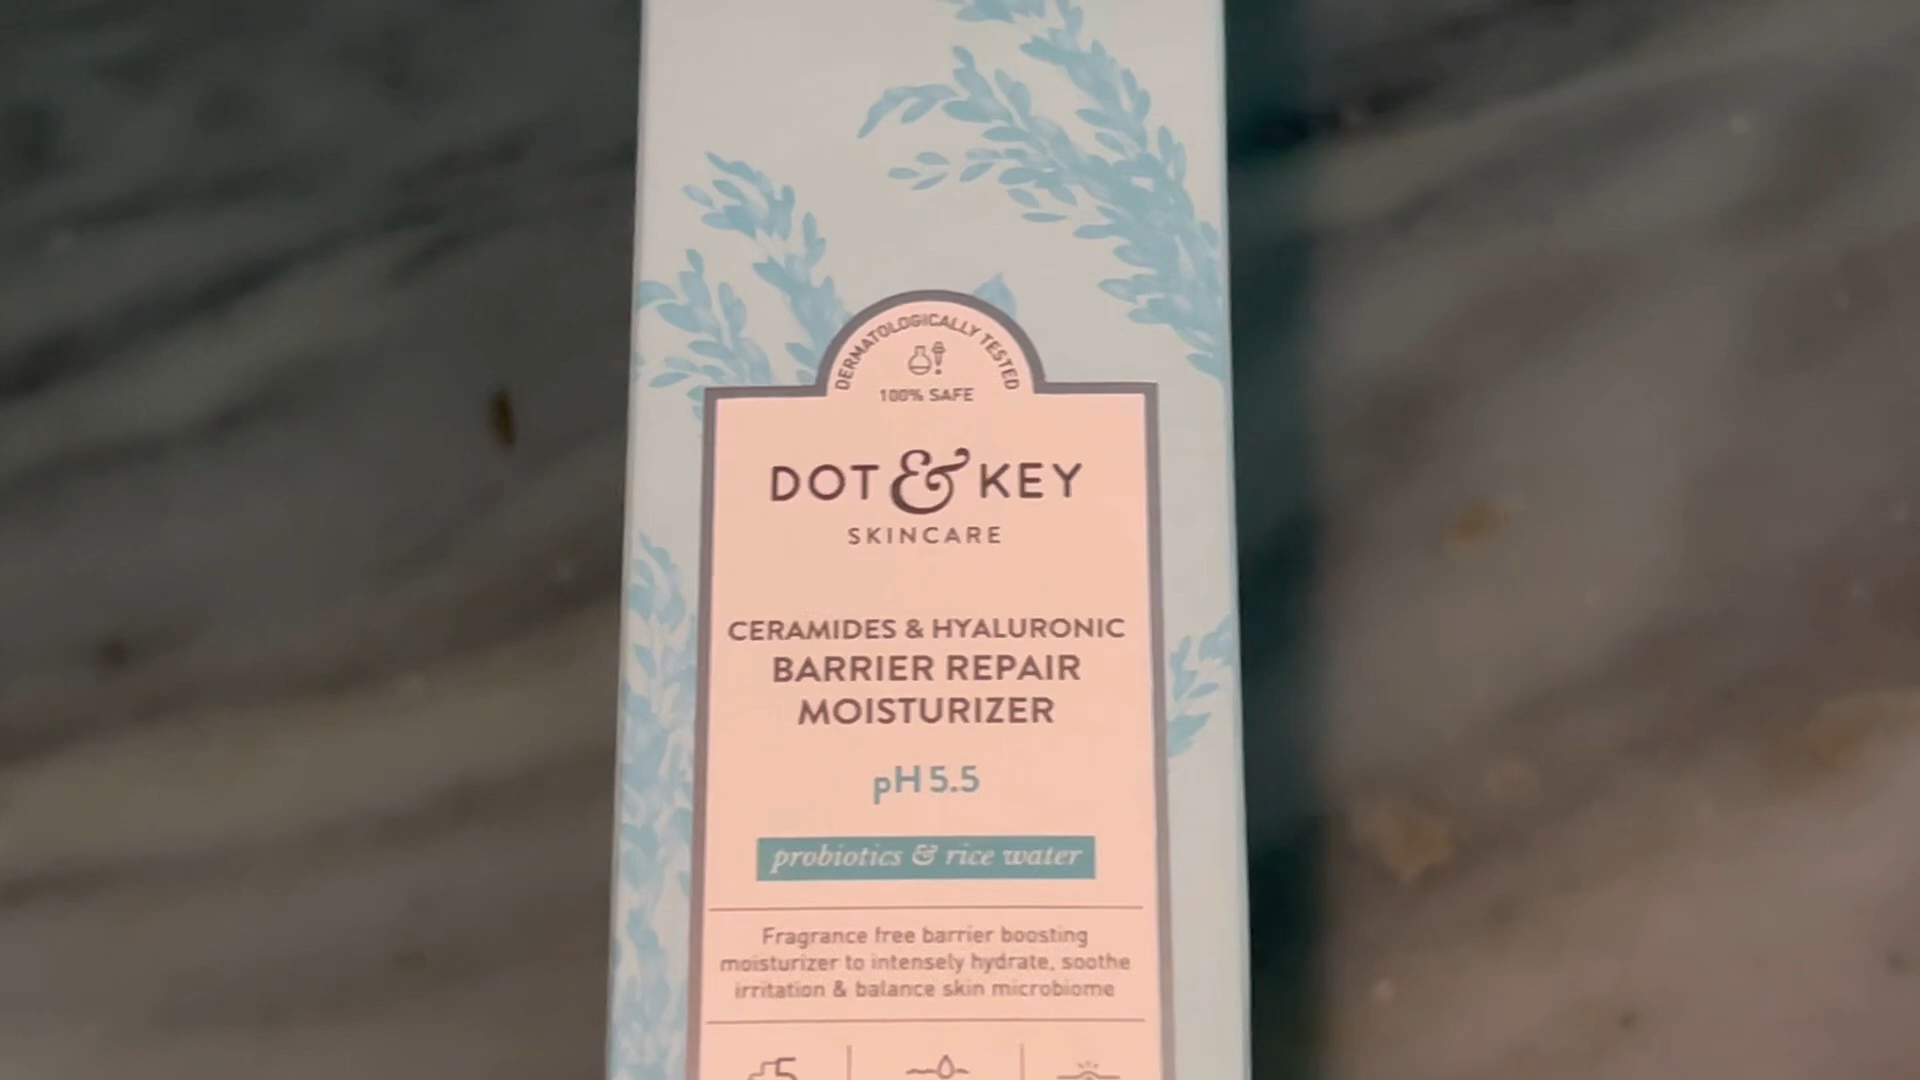 DERMATOLOGICALLY TESTED
100% SAFE
DOT & KEY
SKINCARE
CERAMIDES & HYALURONIC
BARRIER REPAIR
MOISTURIZER
pH 5.5
probiotics & rice water
Fragrance free barrier boosting
moisturizer to intensely hydrate, soothe
irritation & balance skin microbiome